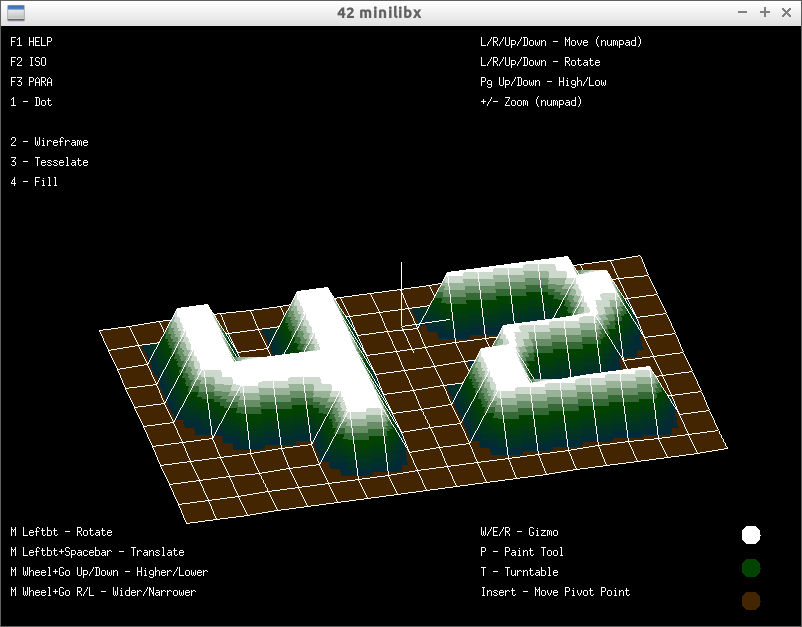 42 minilibx
F1 HELP
F2 ISO
F3 PARA
1 - Dot
2 - Wireframe
3 - Tesselate
4 - Fill
L/R/Up/Down - Move (numpad)
L/R/Up/Down - Rotate
Pg Up/Down - High/Low
+/- Zoom (numpad)
42
M Leftbt - Rotate
M Leftbt+Spacebar - Translate
M Wheel+Go Up/Down - Higher/Lower
M Wheel+Go R/L - Wider/Narrower
W/E/R - Gizmo
P - Paint Tool
T - Turntable
Insert - Move Pivot Point